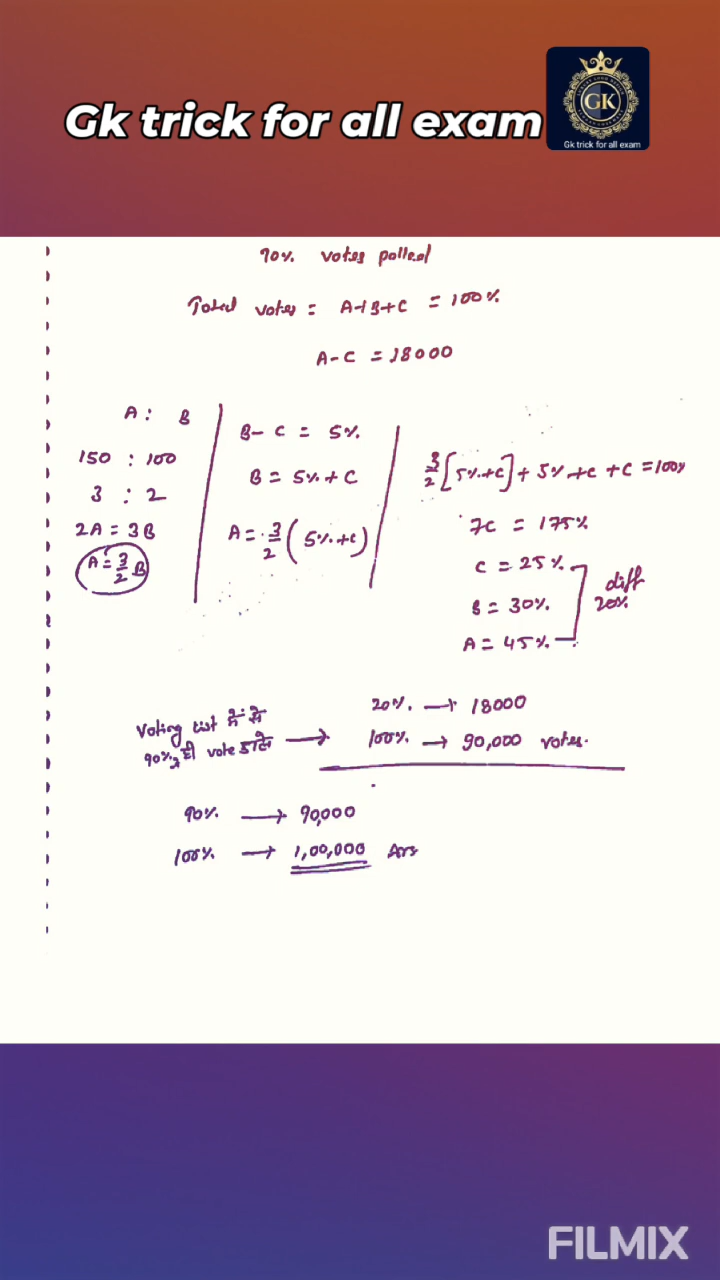 Gk trick for all exam
GK
Gk trick for all exam
90% votes polled
Total votes = A+B+C = 100%
A-C = 18000
A : B
150 : 100
3 : 2
2A = 3B
A = 3/2 B
B- C = 5%
B = 5% + C
A = 3/2 (5%+C)
3/2 [5%+C] + 5% + C + C = 100%
7C = 175%
C = 25%
B = 30%
A = 45%
diff
20%
Voting list में से
90% ने ही vote डाले
20% → 18000
100% → 90,000 votes.
90% → 90,000
100% → 1,00,000 Ans
FILMIX